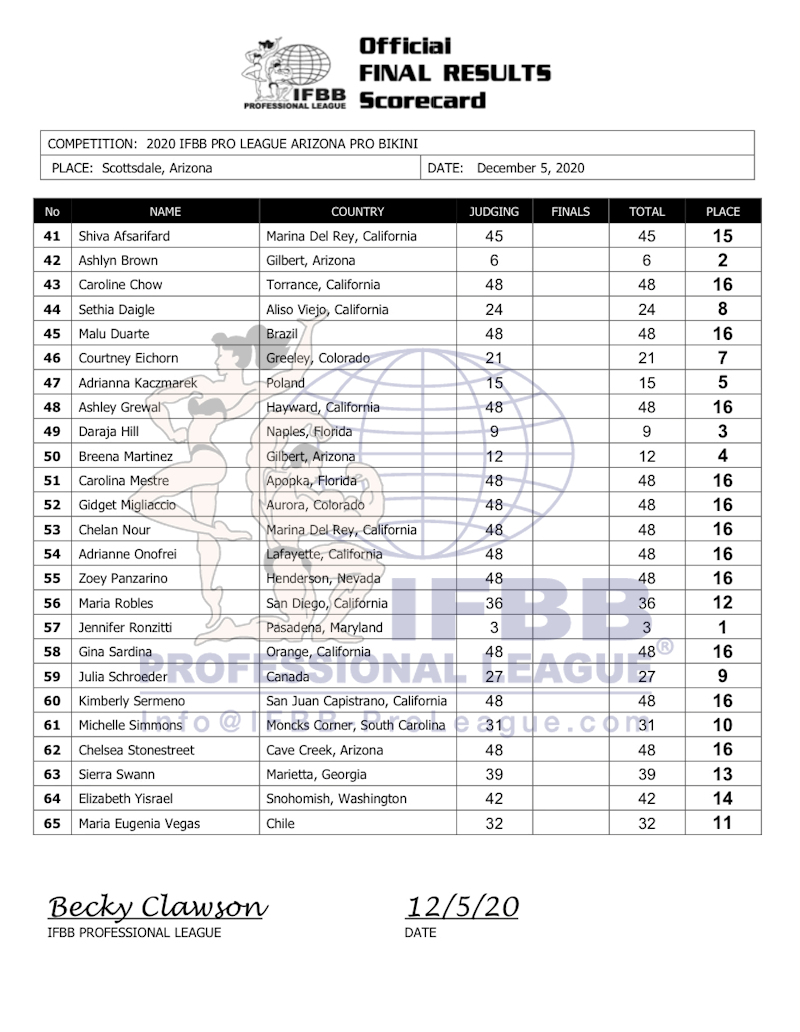 Official
FINAL RESULTS
Scorecard
IFBB
PROFESSIONAL LEAGUE
COMPETITION: 2020 IFBB PRO LEAGUE ARIZONA PRO BIKINI
PLACE: Scottsdale, Arizona DATE: December 5, 2020
No NAME COUNTRY JUDGING FINALS TOTAL PLACE
41 Shiva Afsarifard Marina Del Rey, California 45 45 15
42 Ashlyn Brown Gilbert, Arizona 6 6 2
43 Caroline Chow Torrance, California 48 48 16
44 Sethia Daigle Aliso Viejo, California 24 24 8
45 Malu Duarte Brazil 48 48 16
46 Courtney Eichorn Greeley, Colorado 21 21 7
47 Adrianna Kaczmarek Poland 15 15 5
48 Ashley Grewal Hayward, California 48 48 16
49 Daraja Hill Naples, Florida 9 9 3
50 Breena Martinez Gilbert, Arizona 12 12 4
51 Carolina Mestre Apopka, Florida 48 48 16
52 Gidget Migliaccio Aurora, Colorado 48 48 16
53 Chelan Nour Marina Del Rey, California 48 48 16
54 Adrianne Onofrei Lafayette, California 48 48 16
55 Zoey Panzarino Henderson, Nevada 48 48 16
56 Maria Robles San Diego, California 36 36 12
57 Jennifer Ronzitti Pasadena, Maryland 3 3 1
58 Gina Sardina Orange, California 48 48 16
59 Julia Schroeder Canada 27 27 9
60 Kimberly Sermeno San Juan Capistrano, California 48 48 16
61 Michelle Simmons Moncks Corner, South Carolina 31 31 10
62 Chelsea Stonestreet Cave Creek, Arizona 48 48 16
63 Sierra Swann Marietta, Georgia 39 39 13
64 Elizabeth Yisrael Snohomish, Washington 42 42 14
65 Maria Eugenia Vegas Chile 32 32 11
IFBB
PROFESSIONAL LEAGUE®
Info@IFBB-ProLeague.com
Becky Clawson 12/5/20
IFBB PROFESSIONAL LEAGUE DATE